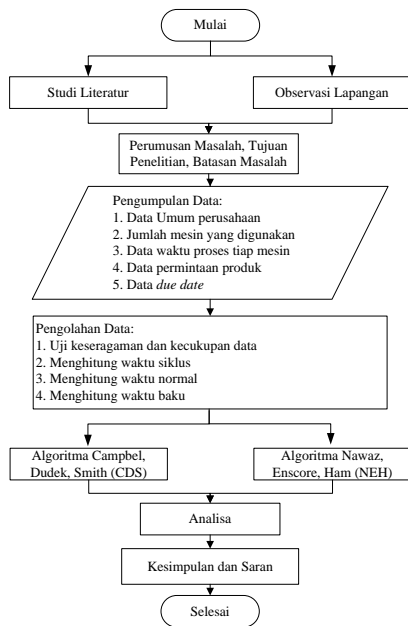 Mulai
Studi Literatur
Observasi Lapangan
Perumusan Masalah, Tujuan
Penelitian, Batasan Masalah
Pengumpulan Data:
1. Data Umum perusahaan
2. Jumlah mesin yang digunakan
3. Data waktu proses tiap mesin
4. Data permintaan produk
5. Data due date
Pengolahan Data:
1. Uji keseragaman dan kecukupan data
2. Menghitung waktu siklus
3. Menghitung waktu normal
4. Menghitung waktu baku
Algoritma Campbel,
Dudek, Smith (CDS)
Algoritma Nawaz,
Enscore, Ham (NEH)
Analisa
Kesimpulan dan Saran
Selesai